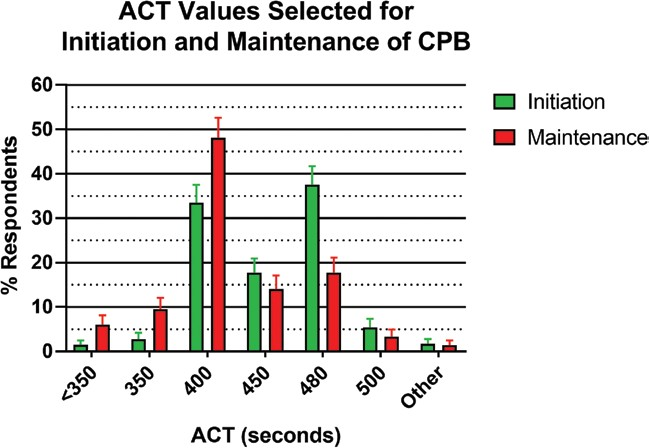 ACT Values Selected for
Initiation and Maintenance of CPB
Initiation
Maintenance
% Respondents
60
50
40
30
20
10
0
<350
350
400
450
480
500
Other
ACT (seconds)